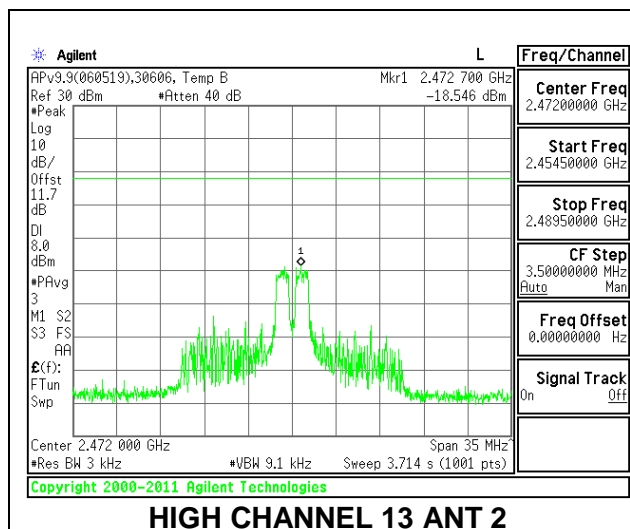 Agilent L Freq/Channel
APv9.9(060519),30606, Temp B Mkr1 2.472 700 GHz
Ref 30 dBm #Atten 40 dB -18.546 dBm
#Peak
Log
10
dB/
Offst
11.7
dB
DI
8.0
dBm
#PAvg
3
M1 S2
S3 FS
AA
£(f):
FTun
Swp
1
Center 2.472 000 GHz Span 35 MHz^
#Res BW 3 kHz #VBW 9.1 kHz Sweep 3.714 s (1001 pts)
Center Freq
2.47200000 GHz
Start Freq
2.45450000 GHz
Stop Freq
2.48950000 GHz
CF Step
3.50000000 MHz
Auto Man
Freq Offset
0.00000000 Hz
Signal Track
On Off
Copyright 2000-2011 Agilent Technologies
HIGH CHANNEL 13 ANT 2